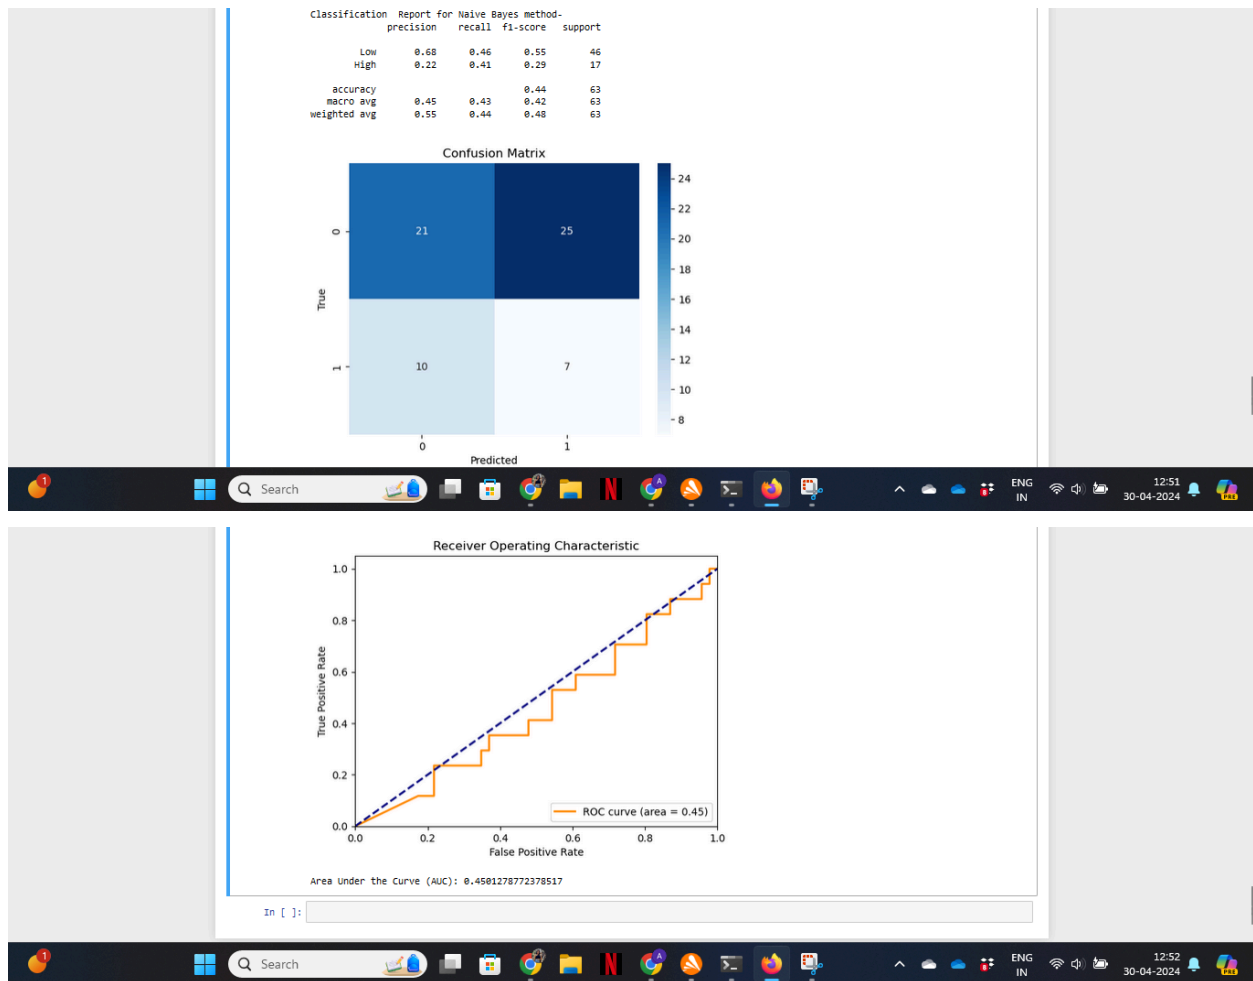 Classification  Report for Naive Bayes method-
precision recall f1-score support
Low 0.68 0.46 0.55 46
High 0.22 0.41 0.29 17
accuracy 0.44 63
macro avg 0.45 0.43 0.42 63
weighted avg 0.55 0.44 0.48 63
Confusion Matrix
24
22
20
18
16
14
12
10
8
True
0
1
21 25
10 7
0 1
Predicted
1
Search
ENG
IN
12:51
30-04-2024
PRE
Receiver Operating Characteristic
True Positive Rate
1.0
0.8
0.6
0.4
0.2
0.0
ROC curve (area = 0.45)
0.0 0.2 0.4 0.6 0.8 1.0
False Positive Rate
Area Under the Curve (AUC): 0.4501278772378517
In [ ]:
1
Search
ENG
IN
12:52
30-04-2024
PRE